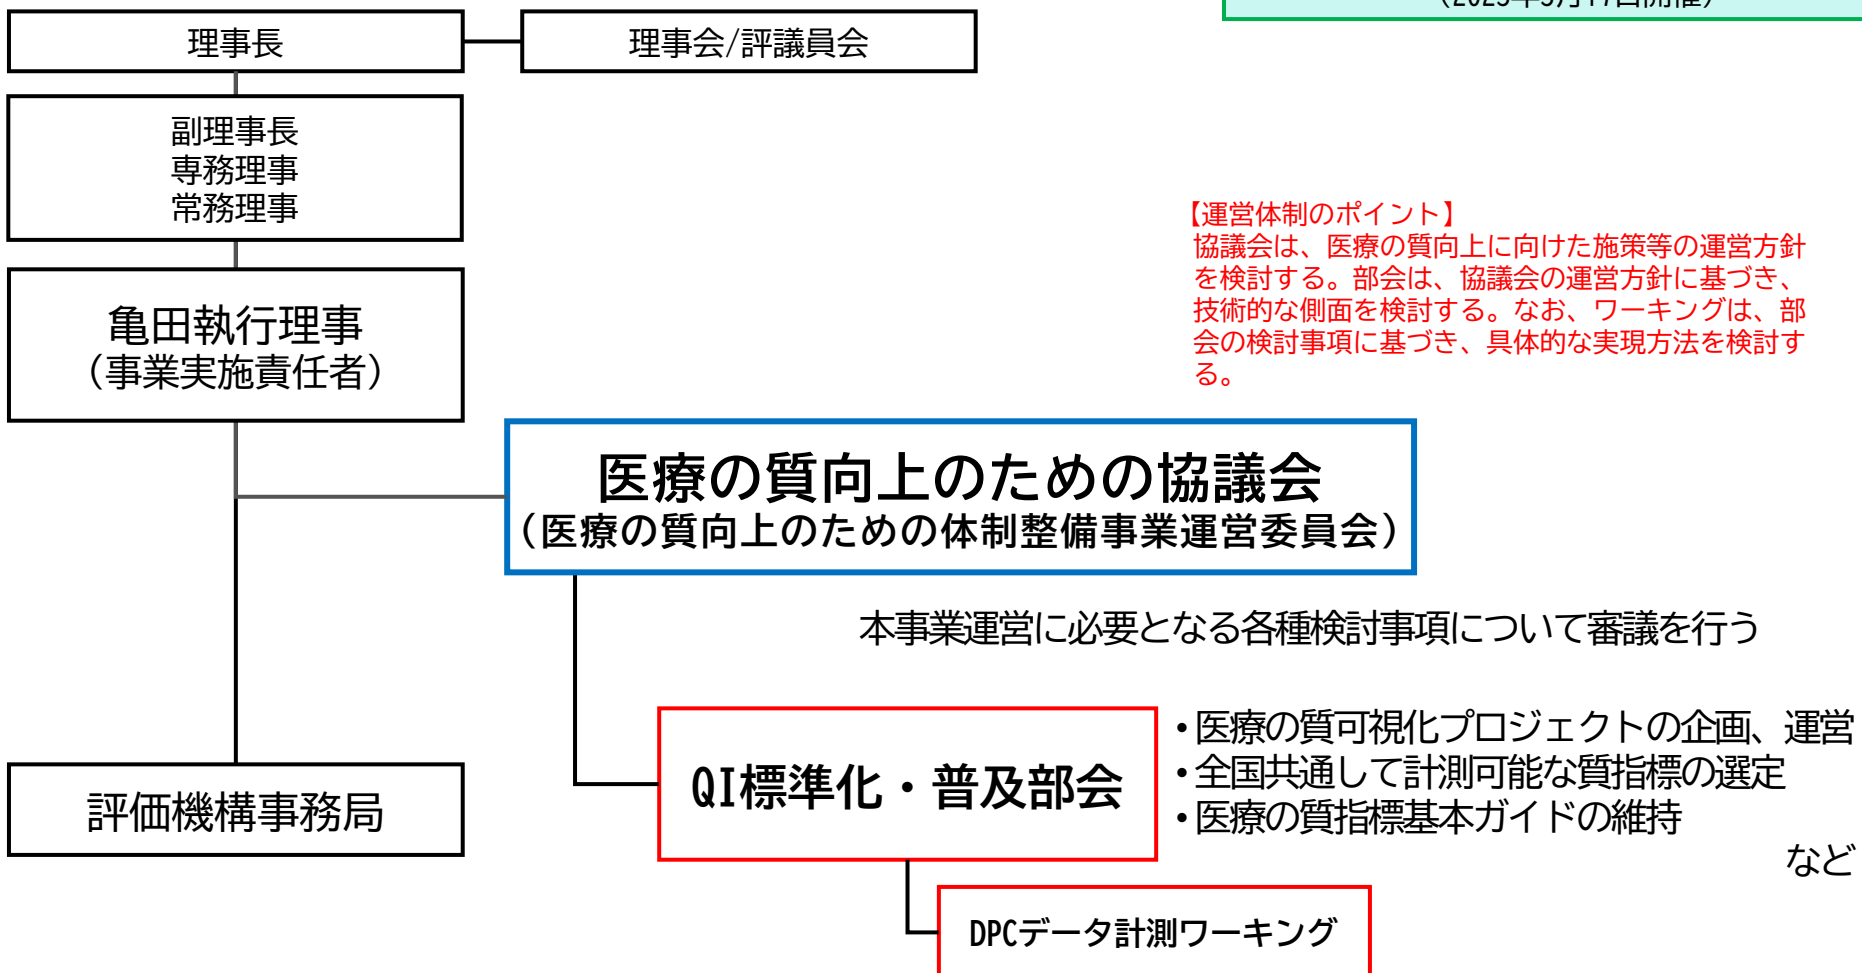 （2023年5月17日開催）
理事長
理事会/評議員会
副理事長
専務理事
常務理事
【運営体制のポイント】
協議会は、医療の質向上に向けた施策等の運営方針
を検討する。部会は、協議会の運営方針に基づき、
技術的な側面を検討する。なお、ワーキングは、部
会の検討事項に基づき、具体的な実現方法を検討す
る。
亀田執行理事
（事業実施責任者）
医療の質向上のための協議会
（医療の質向上のための体制整備事業運営委員会）
本事業運営に必要となる各種検討事項について審議を行う
QI標準化・普及部会
・医療の質可視化プロジェクトの企画、運営
・全国共通して計測可能な質指標の選定
・医療の質指標基本ガイドの維持
など
評価機構事務局
DPCデータ計測ワーキング